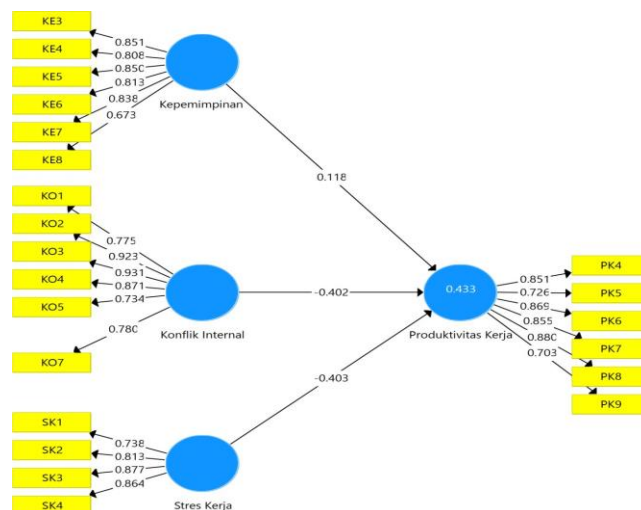 KE3
0.851
KE4
0.808
KE5
0.850
KE6
0.813
KE7
0.838
KE8
0.673
Kepemimpinan
0.118
KO1
0.775
KO2
0.923
KO3
0.931
KO4
0.871
KO5
0.734
KO7
0.780
Konflik Internal
-0.402
0.433
Produktivitas Kerja
0.851
PK4
0.726
PK5
0.869
PK6
0.855
PK7
0.880
PK8
0.703
PK9
-0.403
SK1
0.738
SK2
0.813
SK3
0.877
SK4
0.864
Stres Kerja